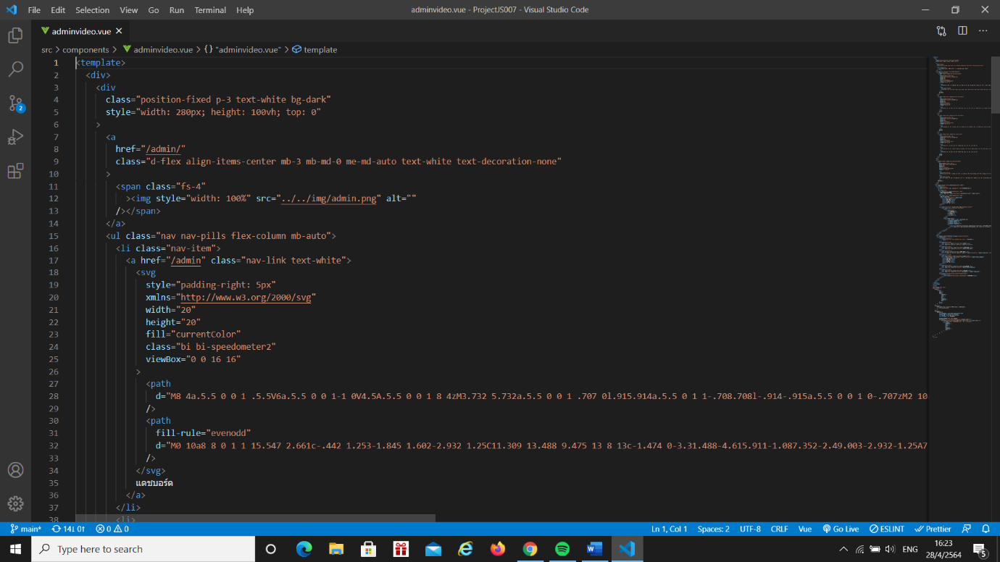 File Edit Selection View Go Run Terminal Help adminvideo.vue - ProjectJS007 - Visual Studio Code
adminvideo.vue
src > components > adminvideo.vue > {} "adminvideo.vue" > template
1 <template>
2 <div>
3 <div
4 class="position-fixed p-3 text-white bg-dark"
5 style="width: 280px; height: 100vh; top: 0"
6 >
7 <a
8 href="/admin/"
9 class="d-flex align-items-center mb-3 mb-md-0 me-md-auto text-white text-decoration-none"
10 >
11 <span class="fs-4"
12 ><img style="width: 100%" src="../../img/admin.png" alt=""
13 /></span>
14 </a>
15 <ul class="nav nav-pills flex-column mb-auto">
16 <li class="nav-item">
17 <a href="/admin" class="nav-link text-white">
18 <svg
19 style="padding-right: 5px"
20 xmlns="http://www.w3.org/2000/svg"
21 width="20"
22 height="20"
23 fill="currentColor"
24 class="bi bi-speedometer2"
25 viewBox="0 0 16 16"
26 >
27 <path
28 d="M8 4a.5.5 0 0 1 .5.5V6a.5.5 0 0 1-1 0V4.5A.5.5 0 0 1 8 4zM3.732 5.732a.5.5 0 0 1 .707 0l.915.914a.5.5 0 1 1-.708.708l-.914-.915a.5.5 0 0 1 0-.707zM2 10
29 />
30 <path
31 fill-rule="evenodd"
32 d="M0 10a8 8 0 1 1 15.547 2.661c-.442 1.253-1.845 1.602-2.932 1.25C11.309 13.488 9.475 13 8 13c-1.474 0-3.31.488-4.615.911-1.087.352-2.49.003-2.932-1.25A7
33 />
34 </svg>
35 แดชบอร์ด
36 </a>
37 </li>
38 <li>
main* 14↓ 0↑ 0 0 Ln 1, Col 1 Spaces: 2 UTF-8 CRLF Vue Go Live ESLINT Prettier
Type here to search ENG 16:23
28/4/2564 5